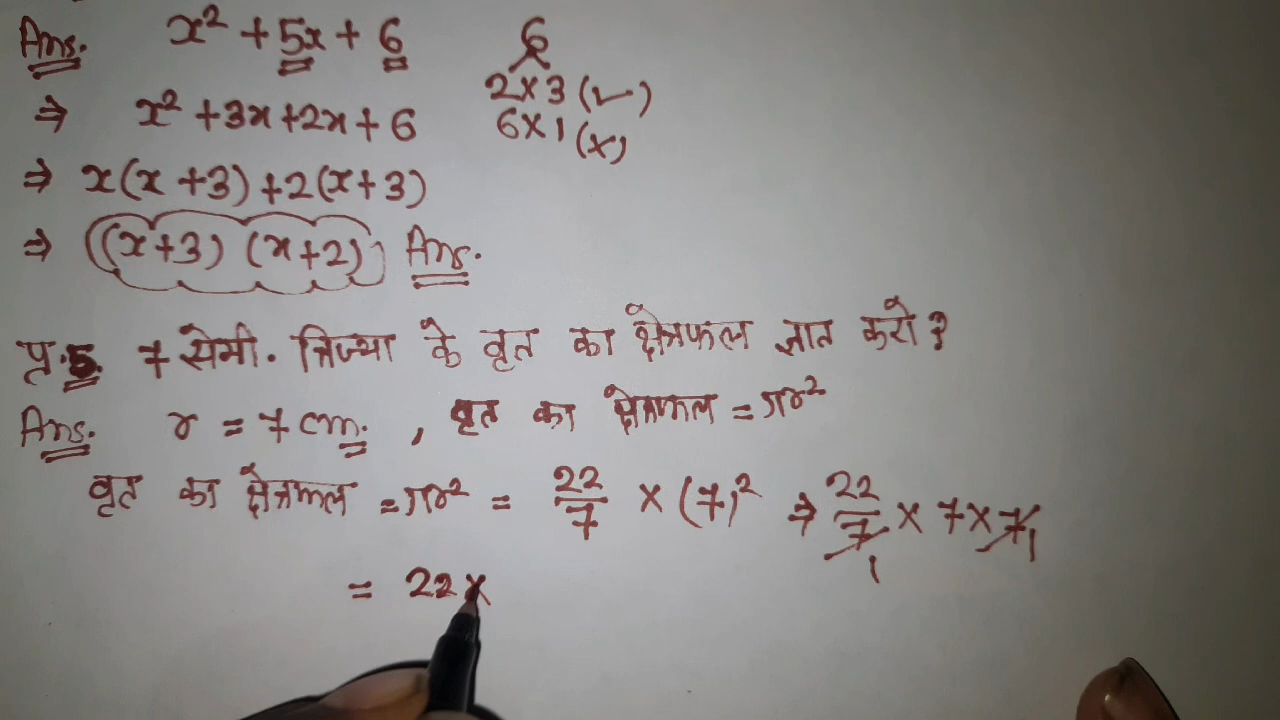 Ans. x² + 5x + 6 6
2×3 (✓)
⇒ x² + 3x + 2x + 6 6×1 (×)
⇒ x(x + 3) + 2(x + 3)
⇒ ((x + 3) (x + 2)) Ans.
प्र.5. 7 सेमी. त्रिज्या के वृत का क्षेत्रफल ज्ञात करो ?
Ans. r = 7 cm. , वृत का क्षेत्रफल = πr²
वृत का क्षेत्रफल = πr² = 22/7 × (7)² ⇒ 22/7 1 × 7 × 7 1
= 22 ×